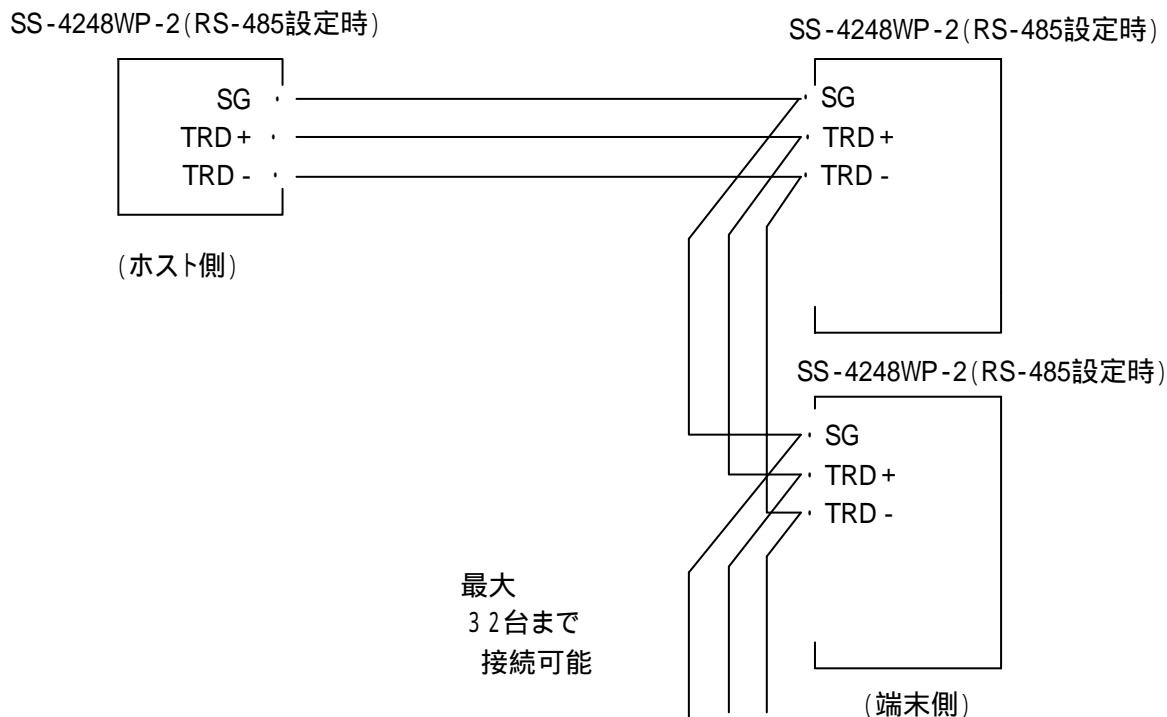 SS-4248WP-2(RS-485設定時)
SG
TRD+
TRD-
(ホスト側)
SS-4248WP-2(RS-485設定時)
SG
TRD+
TRD-
SS-4248WP-2(RS-485設定時)
SG
TRD+
TRD-
(端末側)
最大
32台まで
接続可能